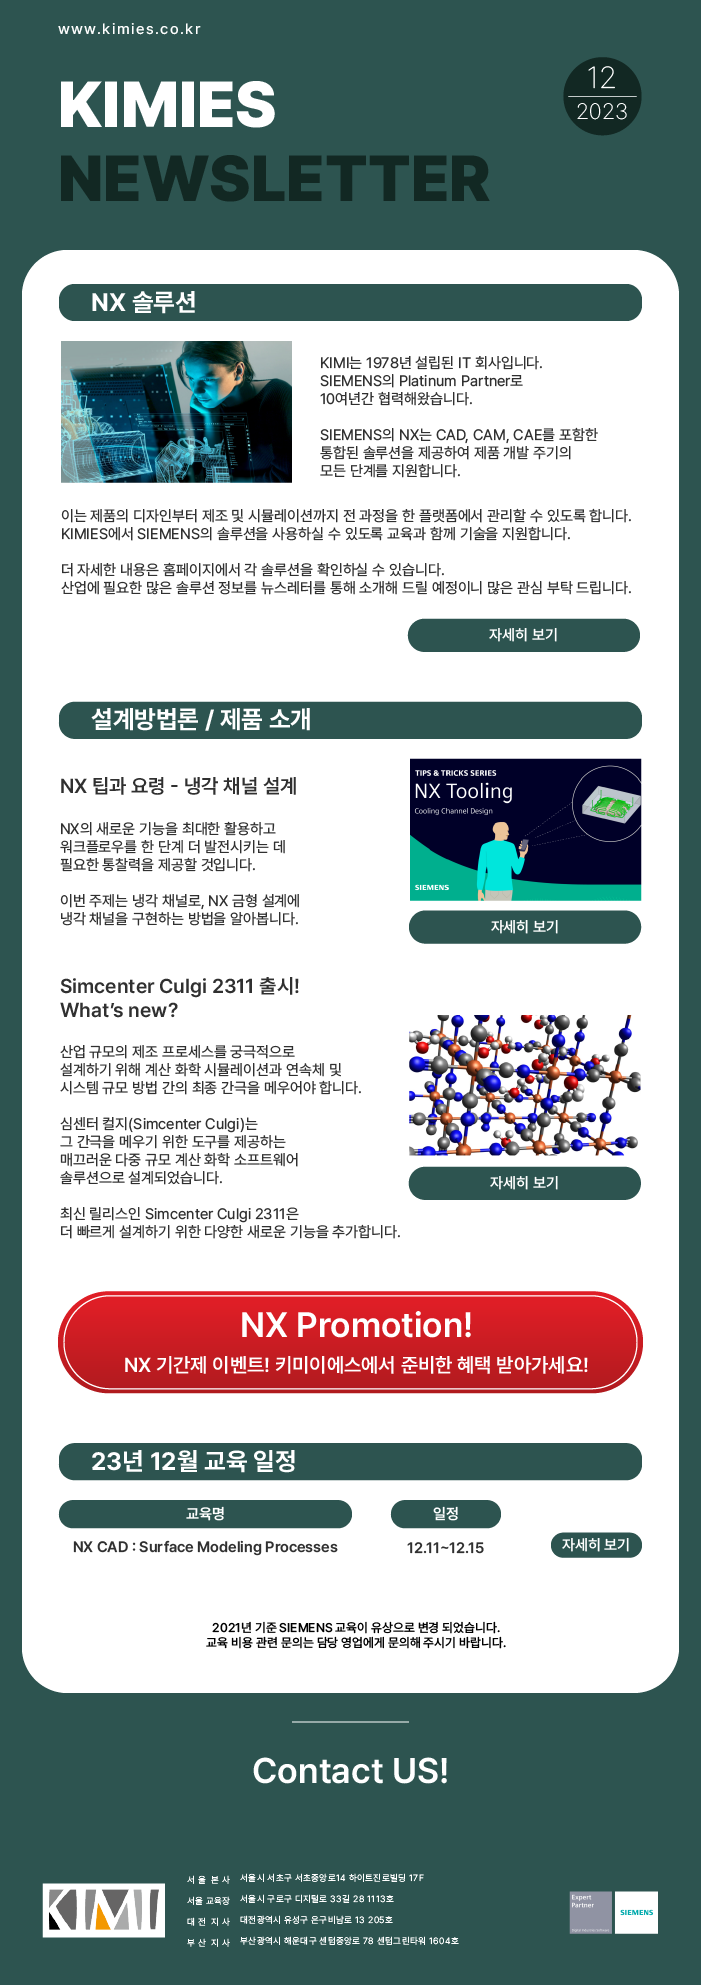 www.kimies.co.kr
KIMIES
NEWSLETTER
12
2023
NX 솔루션
KIMI는 1978년 설립된 IT 회사입니다.
SIEMENS의 Platinum Partner로
10여년간 협력해왔습니다.
SIEMENS의 NX는 CAD, CAM, CAE를 포함한
통합된 솔루션을 제공하여 제품 개발 주기의
모든 단계를 지원합니다.
이는 제품의 디자인부터 제조 및 시뮬레이션까지 전 과정을 한 플랫폼에서 관리할 수 있도록 합니다.
KIMIES에서 SIEMENS의 솔루션을 사용하실 수 있도록 교육과 함께 기술을 지원합니다.
더 자세한 내용은 홈페이지에서 각 솔루션을 확인하실 수 있습니다.
산업에 필요한 많은 솔루션 정보를 뉴스레터를 통해 소개해 드릴 예정이니 많은 관심 부탁 드립니다.
자세히 보기
설계방법론 / 제품 소개
NX 팁과 요령 - 냉각 채널 설계
NX의 새로운 기능을 최대한 활용하고
워크플로우를 한 단계 더 발전시키는 데
필요한 통찰력을 제공할 것입니다.
이번 주제는 냉각 채널로, NX 금형 설계에
냉각 채널을 구현하는 방법을 알아봅니다.
TIPS & TRICKS SERIES
NX Tooling
Cooling Channel Design
SIEMENS
자세히 보기
Simcenter Culgi 2311 출시!
What's new?
산업 규모의 제조 프로세스를 궁극적으로
설계하기 위해 계산 화학 시뮬레이션과 연속체 및
시스템 규모 방법 간의 최종 간극을 메우어야 합니다.
심센터 컬지(Simcenter Culgi)는
그 간극을 메우기 위한 도구를 제공하는
매끄러운 다중 규모 계산 화학 소프트웨어
솔루션으로 설계되었습니다.
최신 릴리스인 Simcenter Culgi 2311은
더 빠르게 설계하기 위한 다양한 새로운 기능을 추가합니다.
자세히 보기
NX Promotion!
NX 기간제 이벤트! 키미이에스에서 준비한 혜택 받아가세요!
23년 12월 교육 일정
교육명
일정
NX CAD : Surface Modeling Processes
12.11~12.15
자세히 보기
2021년 기준 SIEMENS 교육이 유상으로 변경 되었습니다.
교육 비용 관련 문의는 담당 영업에게 문의해 주시기 바랍니다.
Contact US!
KIMI
서울 본사 서울시 서초구 서초중앙로14 하이트진로빌딩 17F
서울 교육장 서울시 구로구 디지털로 33길 28 1113호
대전 지사 대전광역시 유성구 은구비남로 13 205호
부산 지사 부산광역시 해운대구 센텀중앙로 78 센텀그린타워 1604호
Expert
Partner
SIEMENS